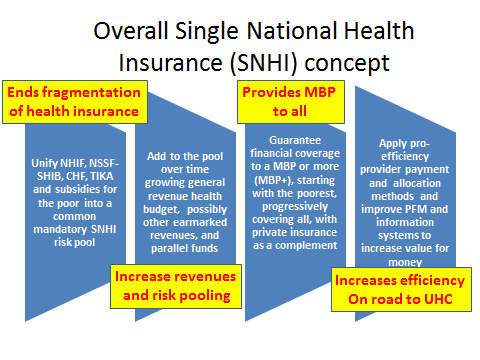 Overall Single National Health
Insurance (SNHI) concept
Ends fragmentation
of health insurance
Unify NHIF, NSSF-
SHIB, CHF, TIKA
and subsidies for
the poor into a
common
mandatory SNHI
risk pool
Add to the pool
over time
growing general
revenue health
budget, possibly
other earmarked
revenues, and
parallel funds
Increase revenues
and risk pooling
Provides MBP
to all
Guarantee
financial coverage
to a MBP or more
(MBP+), starting
with the poorest,
progressively
covering all, with
private insurance
as a complement
Apply pro-
efficiency
provider payment
and allocation
methods and
improve PFM and
information
systems to
increase value for
money
Increases efficiency
On road to UHC